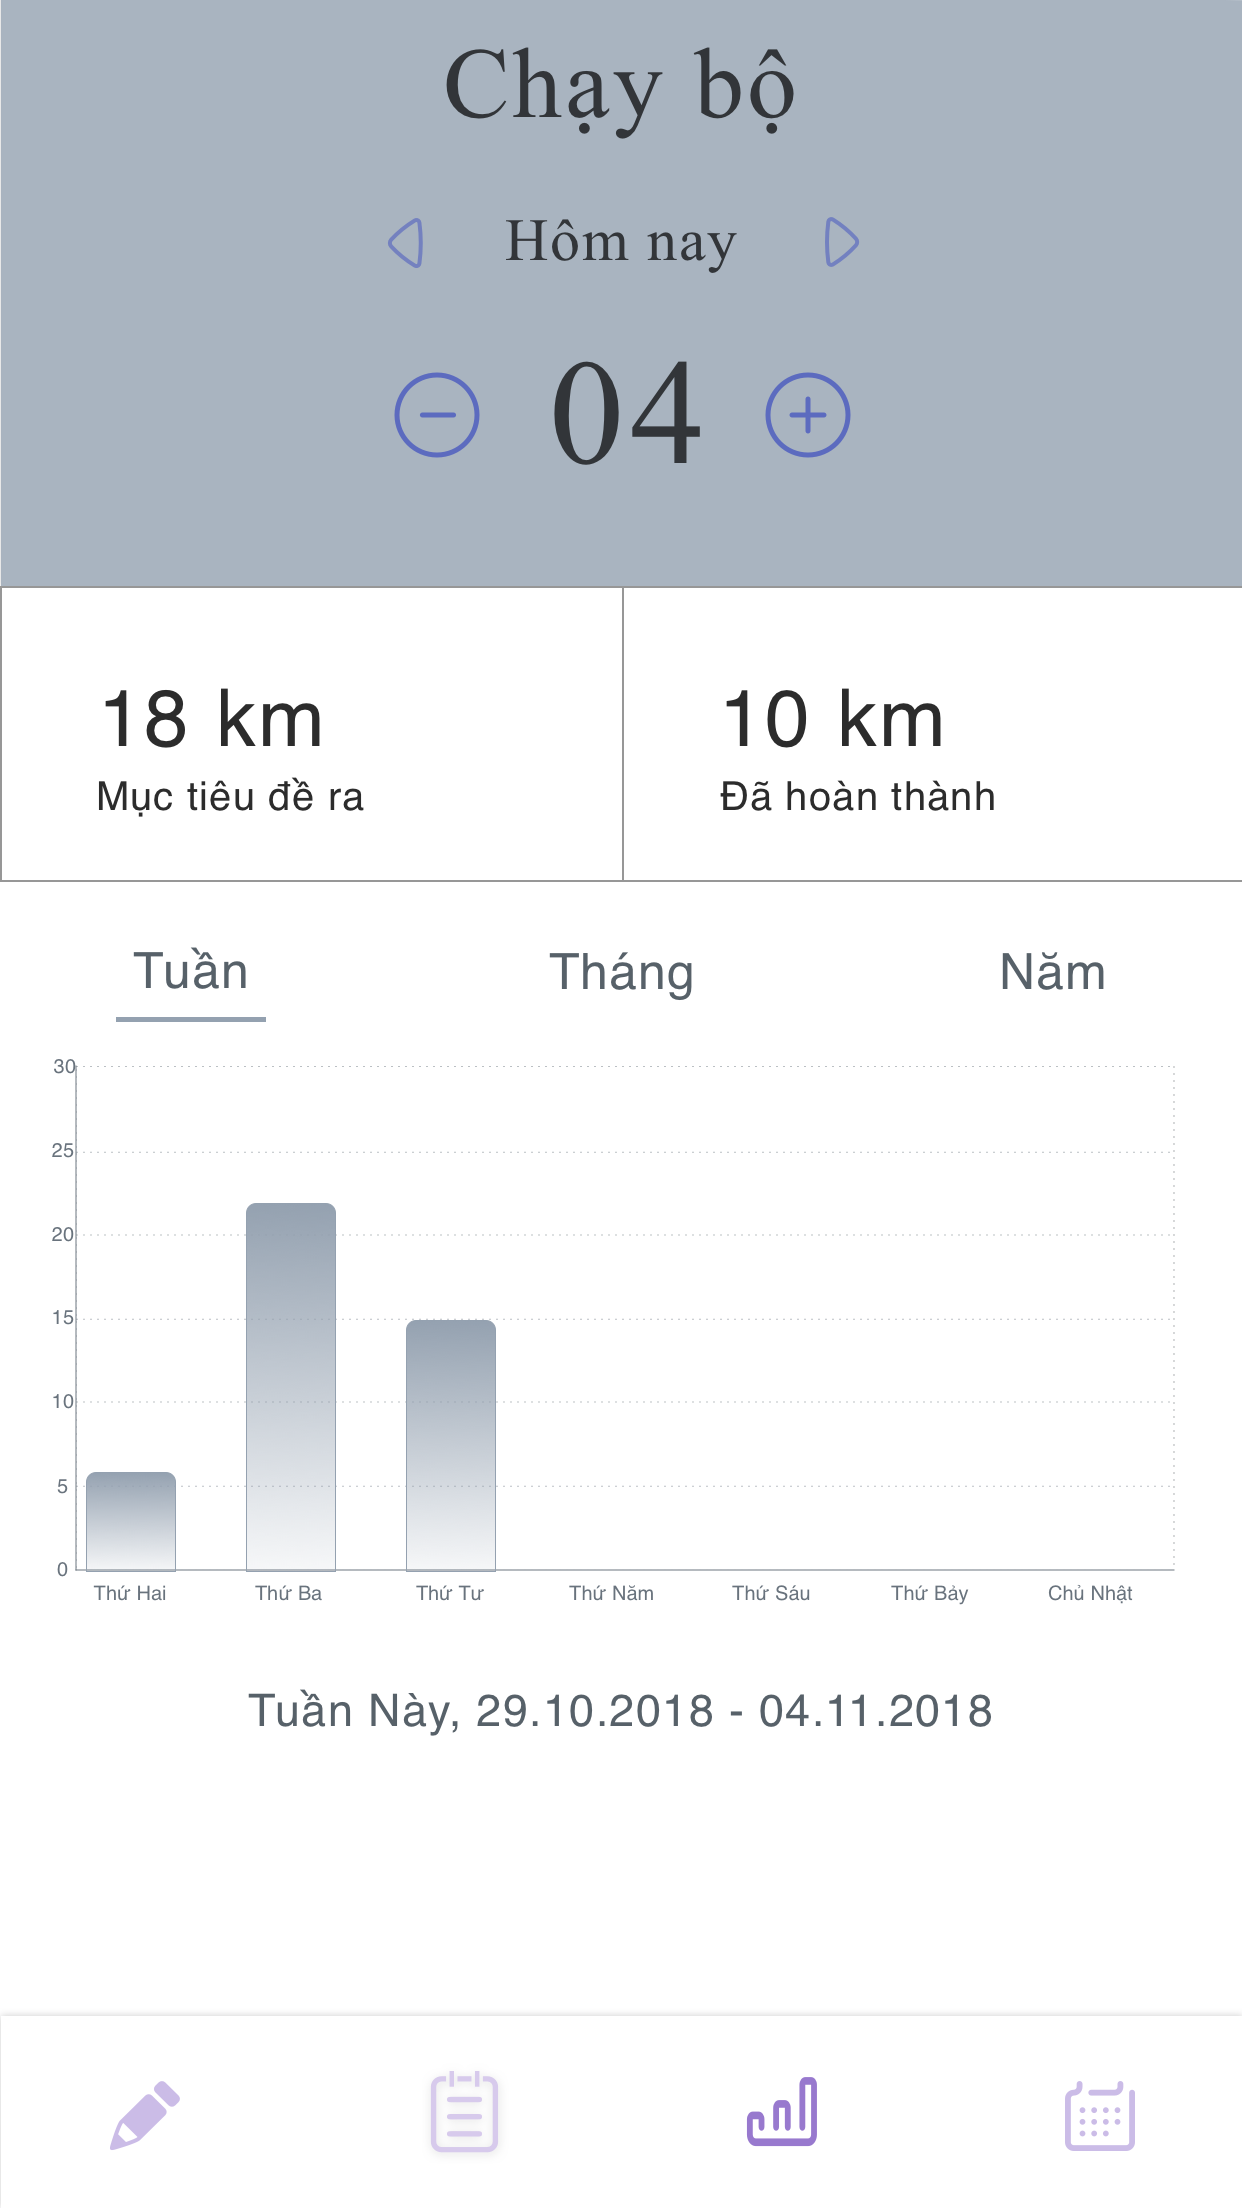 Chạy bộ
Hôm nay
04
18 km
Mục tiêu đề ra
10 km
Đã hoàn thành
Tuần Tháng Năm
30
25
20
15
10
5
0
Thứ Hai Thứ Ba Thứ Tư Thứ Năm Thứ Sáu Thứ Bảy Chủ Nhật
Tuần Này, 29.10.2018 - 04.11.2018